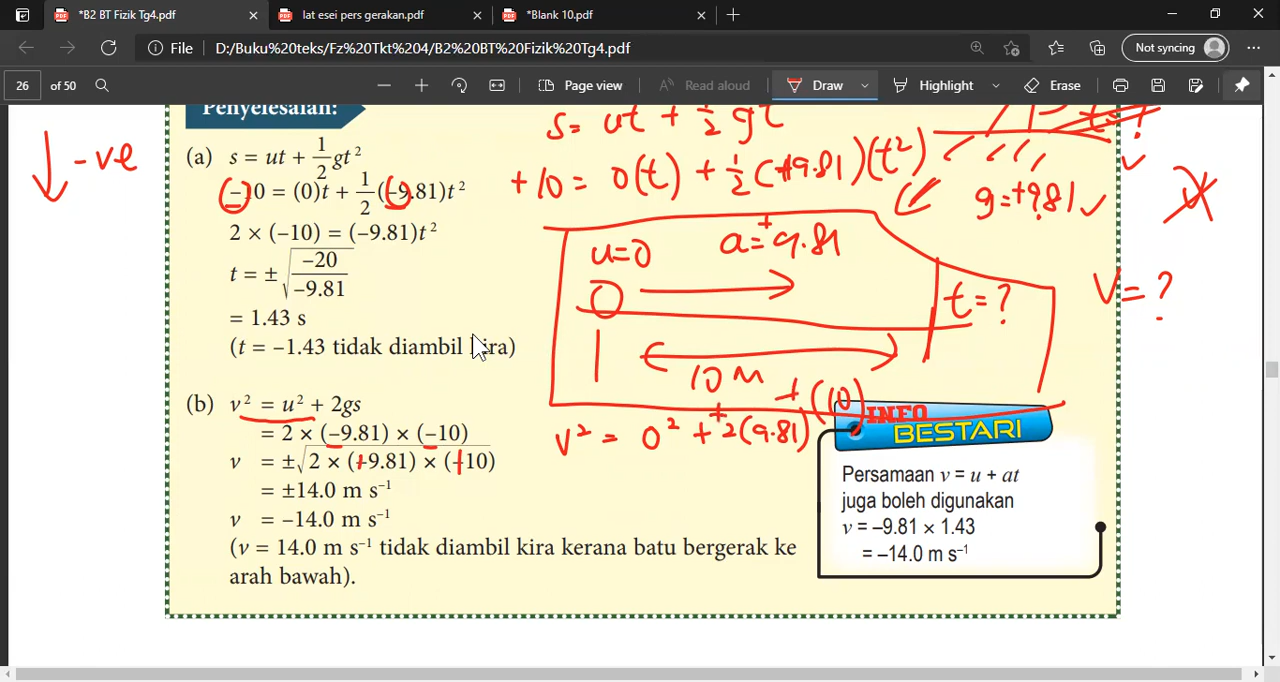 *B2 BT Fizik Tg4.pdf
lat esei pers gerakan.pdf
*Blank 10.pdf
File
D:/Buku%20teks/Fz%20Tkt%204/B2%20BT%20Fizik%20Tg4.pdf
Not syncing
26 of 50
Page view
Read aloud
Draw
Highlight
Erase
Penyelesaian:
-ve
(a) s = ut + 1/2 gt²
−10 = (0)t + 1/2 (−9.81)t²
2 × (−10) = (−9.81)t²
t = ± √(−20/−9.81)
= 1.43 s
(t = −1.43 tidak diambil kira)
(b) v² = u² + 2gs
= 2 × (−9.81) × (−10)
v = ±√2 × (+9.81) × (+10)
= ±14.0 m s⁻¹
v = −14.0 m s⁻¹
(v = 14.0 m s⁻¹ tidak diambil kira kerana batu bergerak ke
arah bawah).
s = ut + 1/2 gt
+10 = 0(t) + 1/2 (+9.81)(t²)
g = +9.81
u=0
a=+9.81
t=?
v=?
10 m
v² = 0² + 2(+9.81)
+(10)
INFO
BESTARI
Persamaan v = u + at
juga boleh digunakan
v = −9.81 × 1.43
= −14.0 m s⁻¹